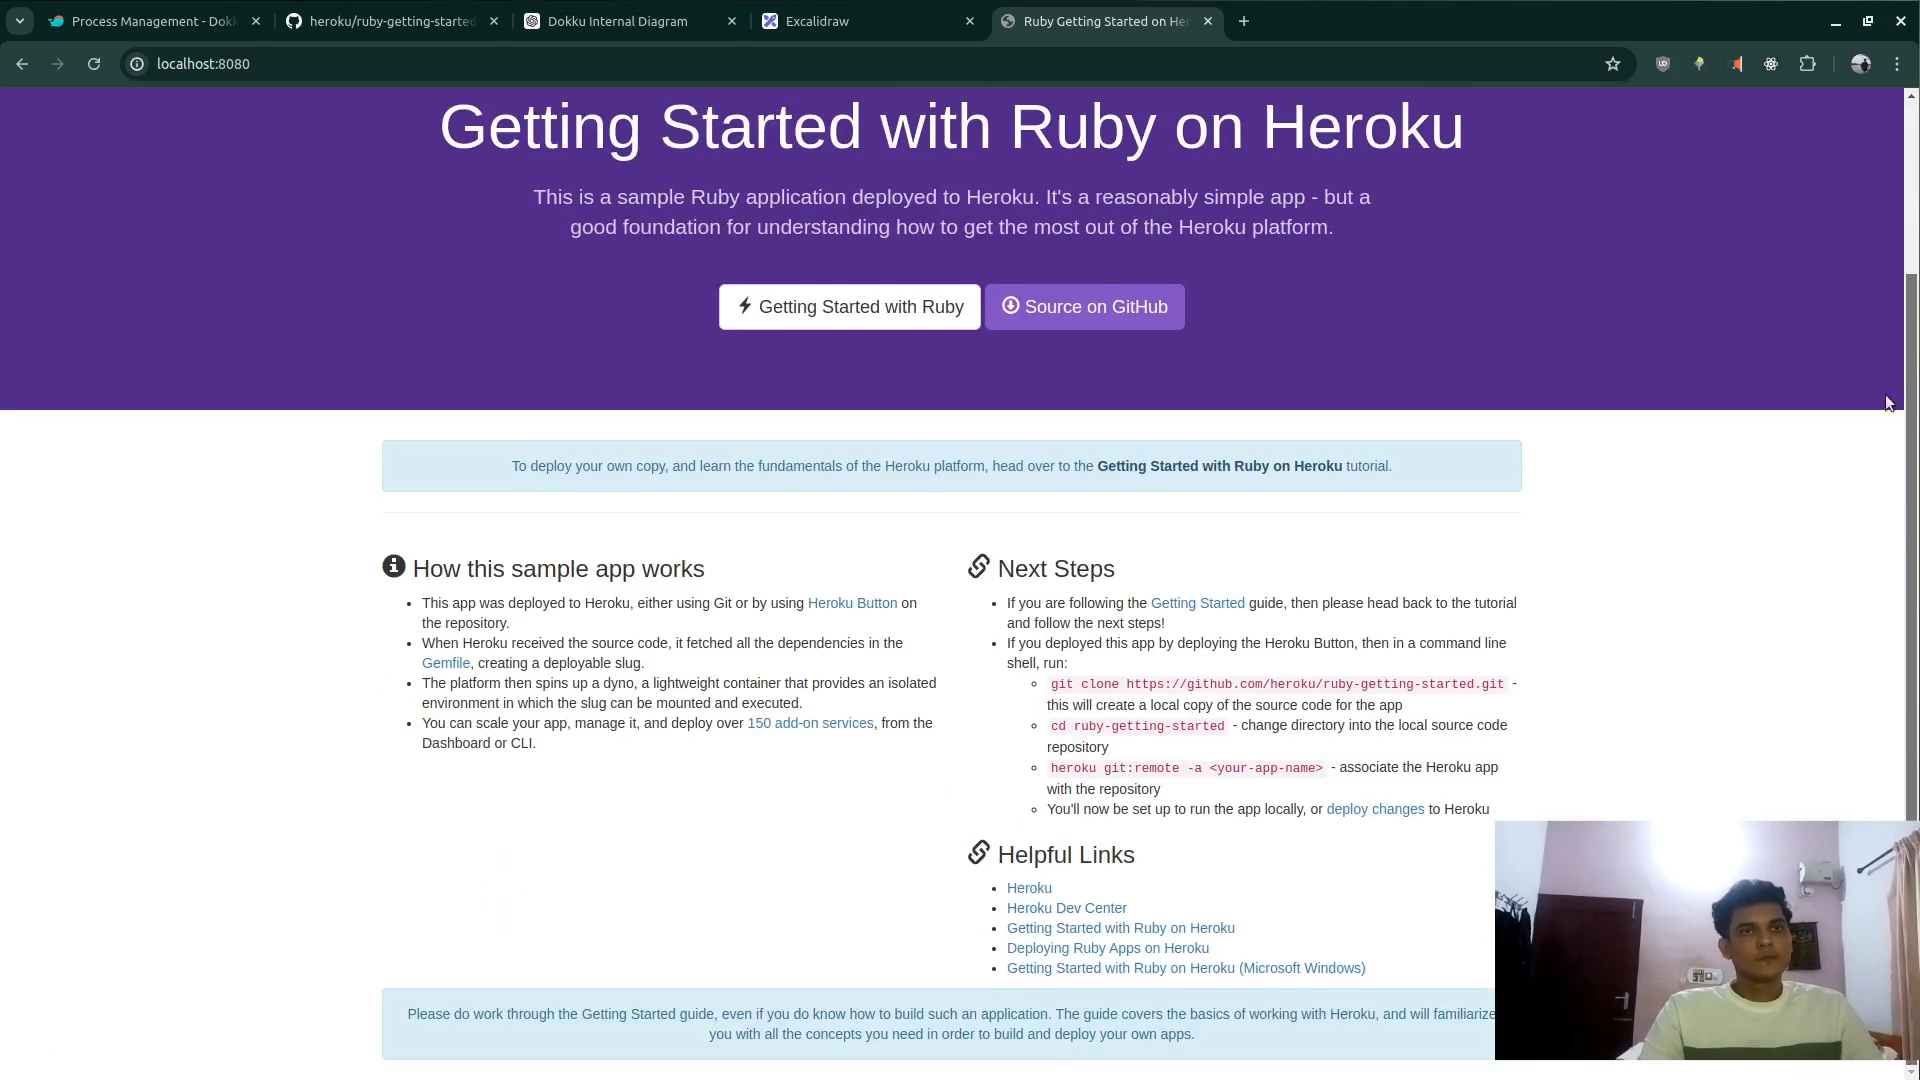 Process Management - Dokk
heroku/ruby-getting-started
Dokku Internal Diagram
Excalidraw
Ruby Getting Started on Her
localhost:8080
Getting Started with Ruby on Heroku
This is a sample Ruby application deployed to Heroku. It's a reasonably simple app - but a
good foundation for understanding how to get the most out of the Heroku platform.
Getting Started with Ruby
Source on GitHub
To deploy your own copy, and learn the fundamentals of the Heroku platform, head over to the Getting Started with Ruby on Heroku tutorial.
How this sample app works
This app was deployed to Heroku, either using Git or by using Heroku Button on
the repository.
When Heroku received the source code, it fetched all the dependencies in the
Gemfile, creating a deployable slug.
The platform then spins up a dyno, a lightweight container that provides an isolated
environment in which the slug can be mounted and executed.
You can scale your app, manage it, and deploy over 150 add-on services, from the
Dashboard or CLI.
Next Steps
If you are following the Getting Started guide, then please head back to the tutorial
and follow the next steps!
If you deployed this app by deploying the Heroku Button, then in a command line
shell, run:
git clone https://github.com/heroku/ruby-getting-started.git -
this will create a local copy of the source code for the app
cd ruby-getting-started - change directory into the local source code
repository
heroku git:remote -a <your-app-name> - associate the Heroku app
with the repository
You'll now be set up to run the app locally, or deploy changes to Heroku
Helpful Links
Heroku
Heroku Dev Center
Getting Started with Ruby on Heroku
Deploying Ruby Apps on Heroku
Getting Started with Ruby on Heroku (Microsoft Windows)
Please do work through the Getting Started guide, even if you do know how to build such an application. The guide covers the basics of working with Heroku, and will familiarize
you with all the concepts you need in order to build and deploy your own apps.